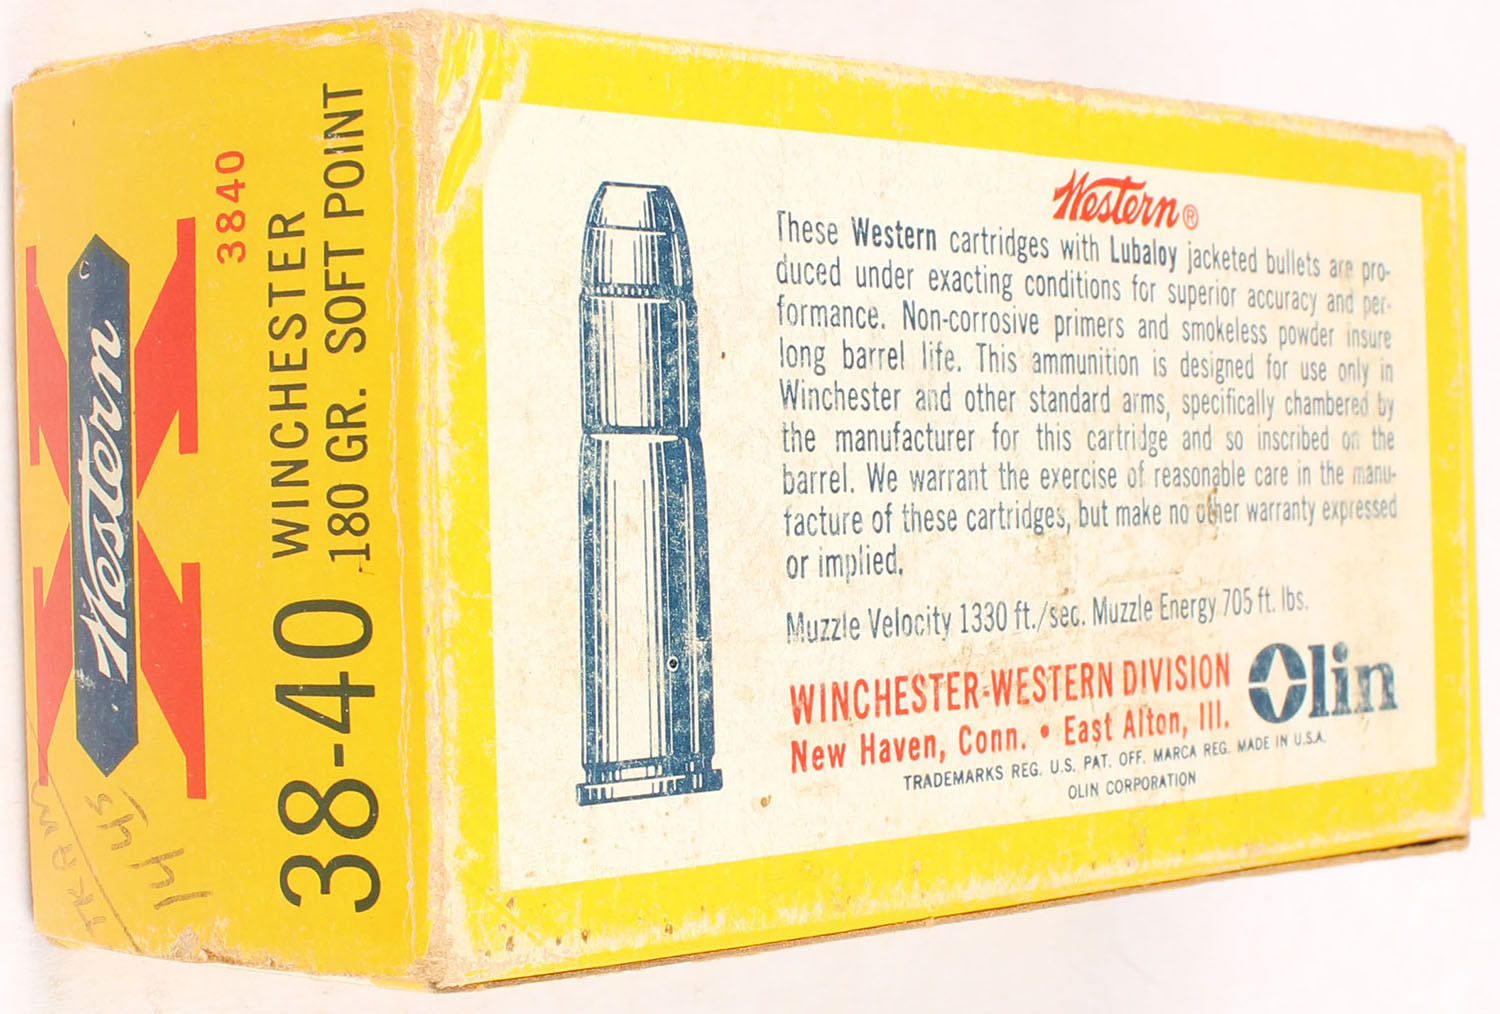 Western
3840
38-40 WINCHESTER
180 GR. SOFT POINT
Western®
These Western cartridges with Lubaloy jacketed bullets are pro-
duced under exacting conditions for superior accuracy and per-
formance. Non-corrosive primers and smokeless powder insure
long barrel life. This ammunition is designed for use only in
Winchester and other standard arms, specifically chambered by
the manufacturer for this cartridge and so inscribed on the
barrel. We warrant the exercise of reasonable care in the manu-
facture of these cartridges, but make no other warranty expressed
or implied.
Muzzle Velocity 1330 ft./sec. Muzzle Energy 705 ft. lbs.
WINCHESTER-WESTERN DIVISION
New Haven, Conn. • East Alton, Ill.
Olin
TRADEMARKS REG. U.S. PAT. OFF. MARCA REG. MADE IN U.S.A.
OLIN CORPORATION